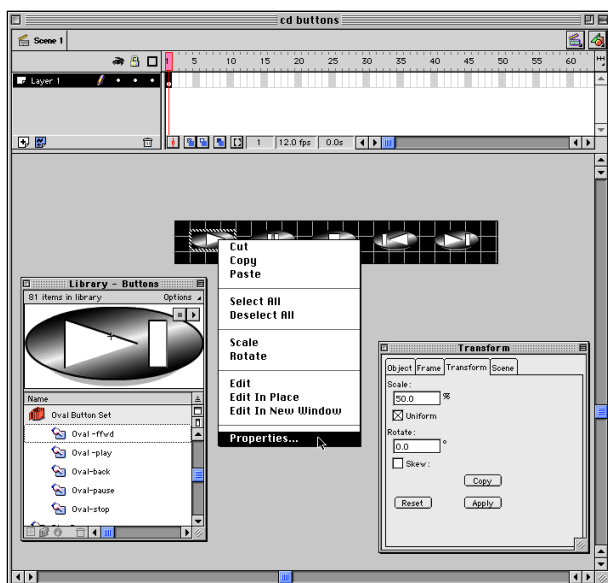 cd buttons
Scene 1
1 5 10 15 20 25 30 35 40 45 50 55 60
Layer 1
1 12.0 fps 0.0s
Cut
Copy
Paste
Select All
Deselect All
Scale
Rotate
Edit
Edit In Place
Edit In New Window
Properties...
Library - Buttons
81 items in library Options
Name
Oval Button Set
Oval -ffwd
Oval -play
Oval-back
Oval-pause
Oval-stop
Transform
Object Frame Transform Scene
Scale:
50.0 %
Uniform
Rotate:
0.0 °
Skew:
Copy
Reset Apply